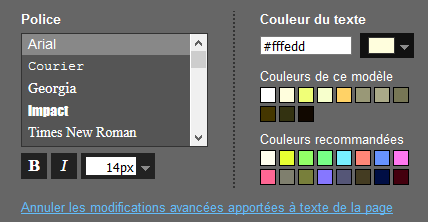 Police
Arial
Courier
Georgia
Impact
Times New Roman
B I 14px
Couleur du texte
#fffedd
Couleurs de ce modèle
Couleurs recommandées
Annuler les modifications avancées apportées à texte de la page